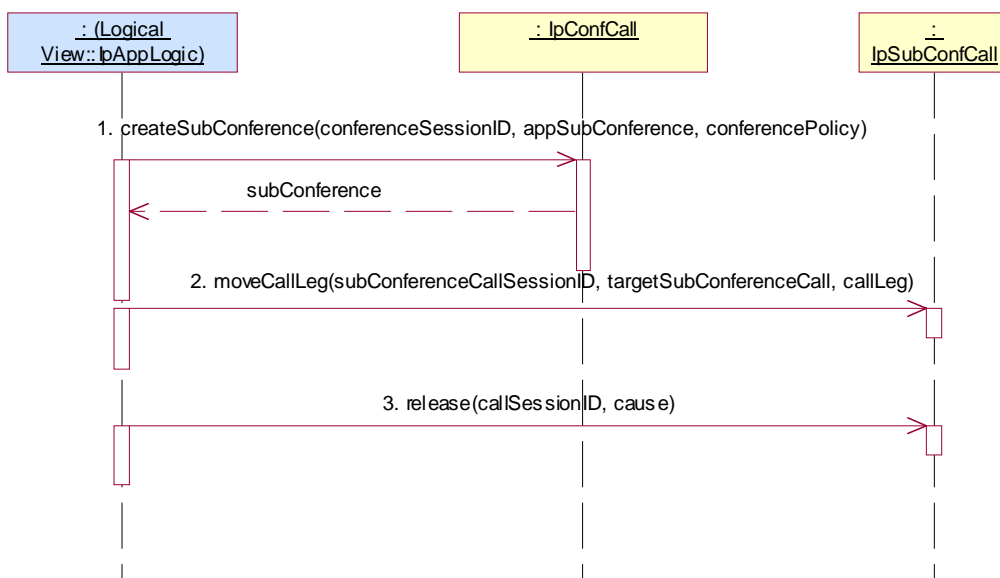 : (Logical
View::IpAppLogic)
: IpConfCall
:
IpSubConfCall
1. createSubConference(conferenceSessionID, appSubConference, conferencePolicy)
subConference
2. moveCallLeg(subConferenceCallSessionID, targetSubConferenceCall, callLeg)
3. release(callSessionID, cause)